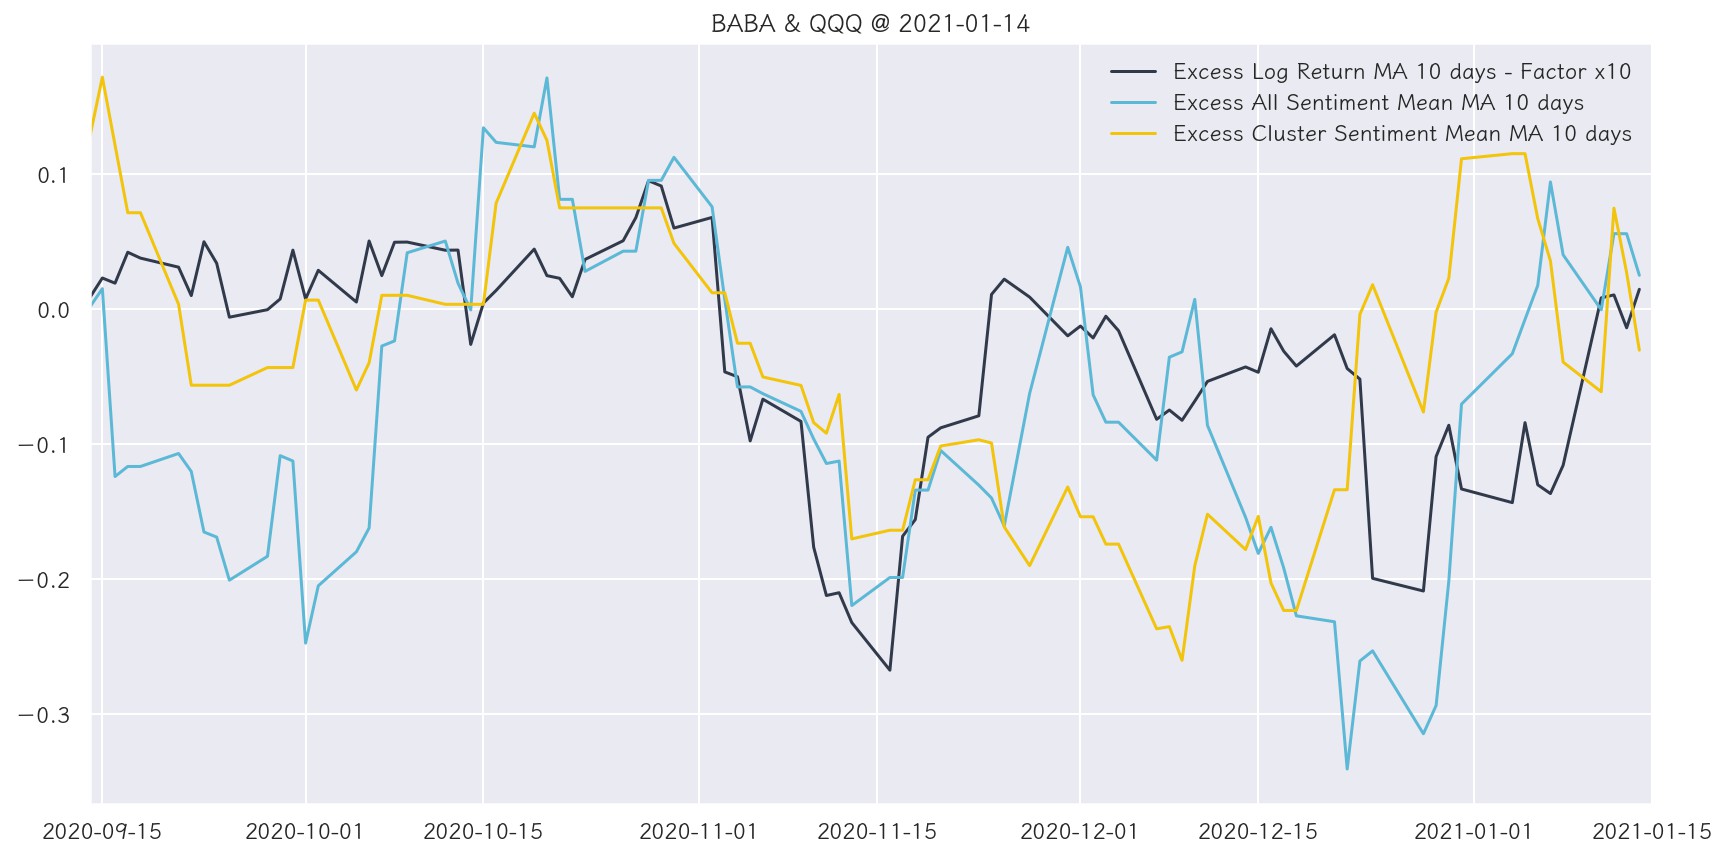 BABA & QQQ @ 2021-01-14
Excess Log Return MA 10 days - Factor x10
Excess All Sentiment Mean MA 10 days
Excess Cluster Sentiment Mean MA 10 days
0.1
0.0
−0.1
−0.2
−0.3
2020-09-15 2020-10-01 2020-10-15 2020-11-01 2020-11-15 2020-12-01 2020-12-15 2021-01-01 2021-01-15